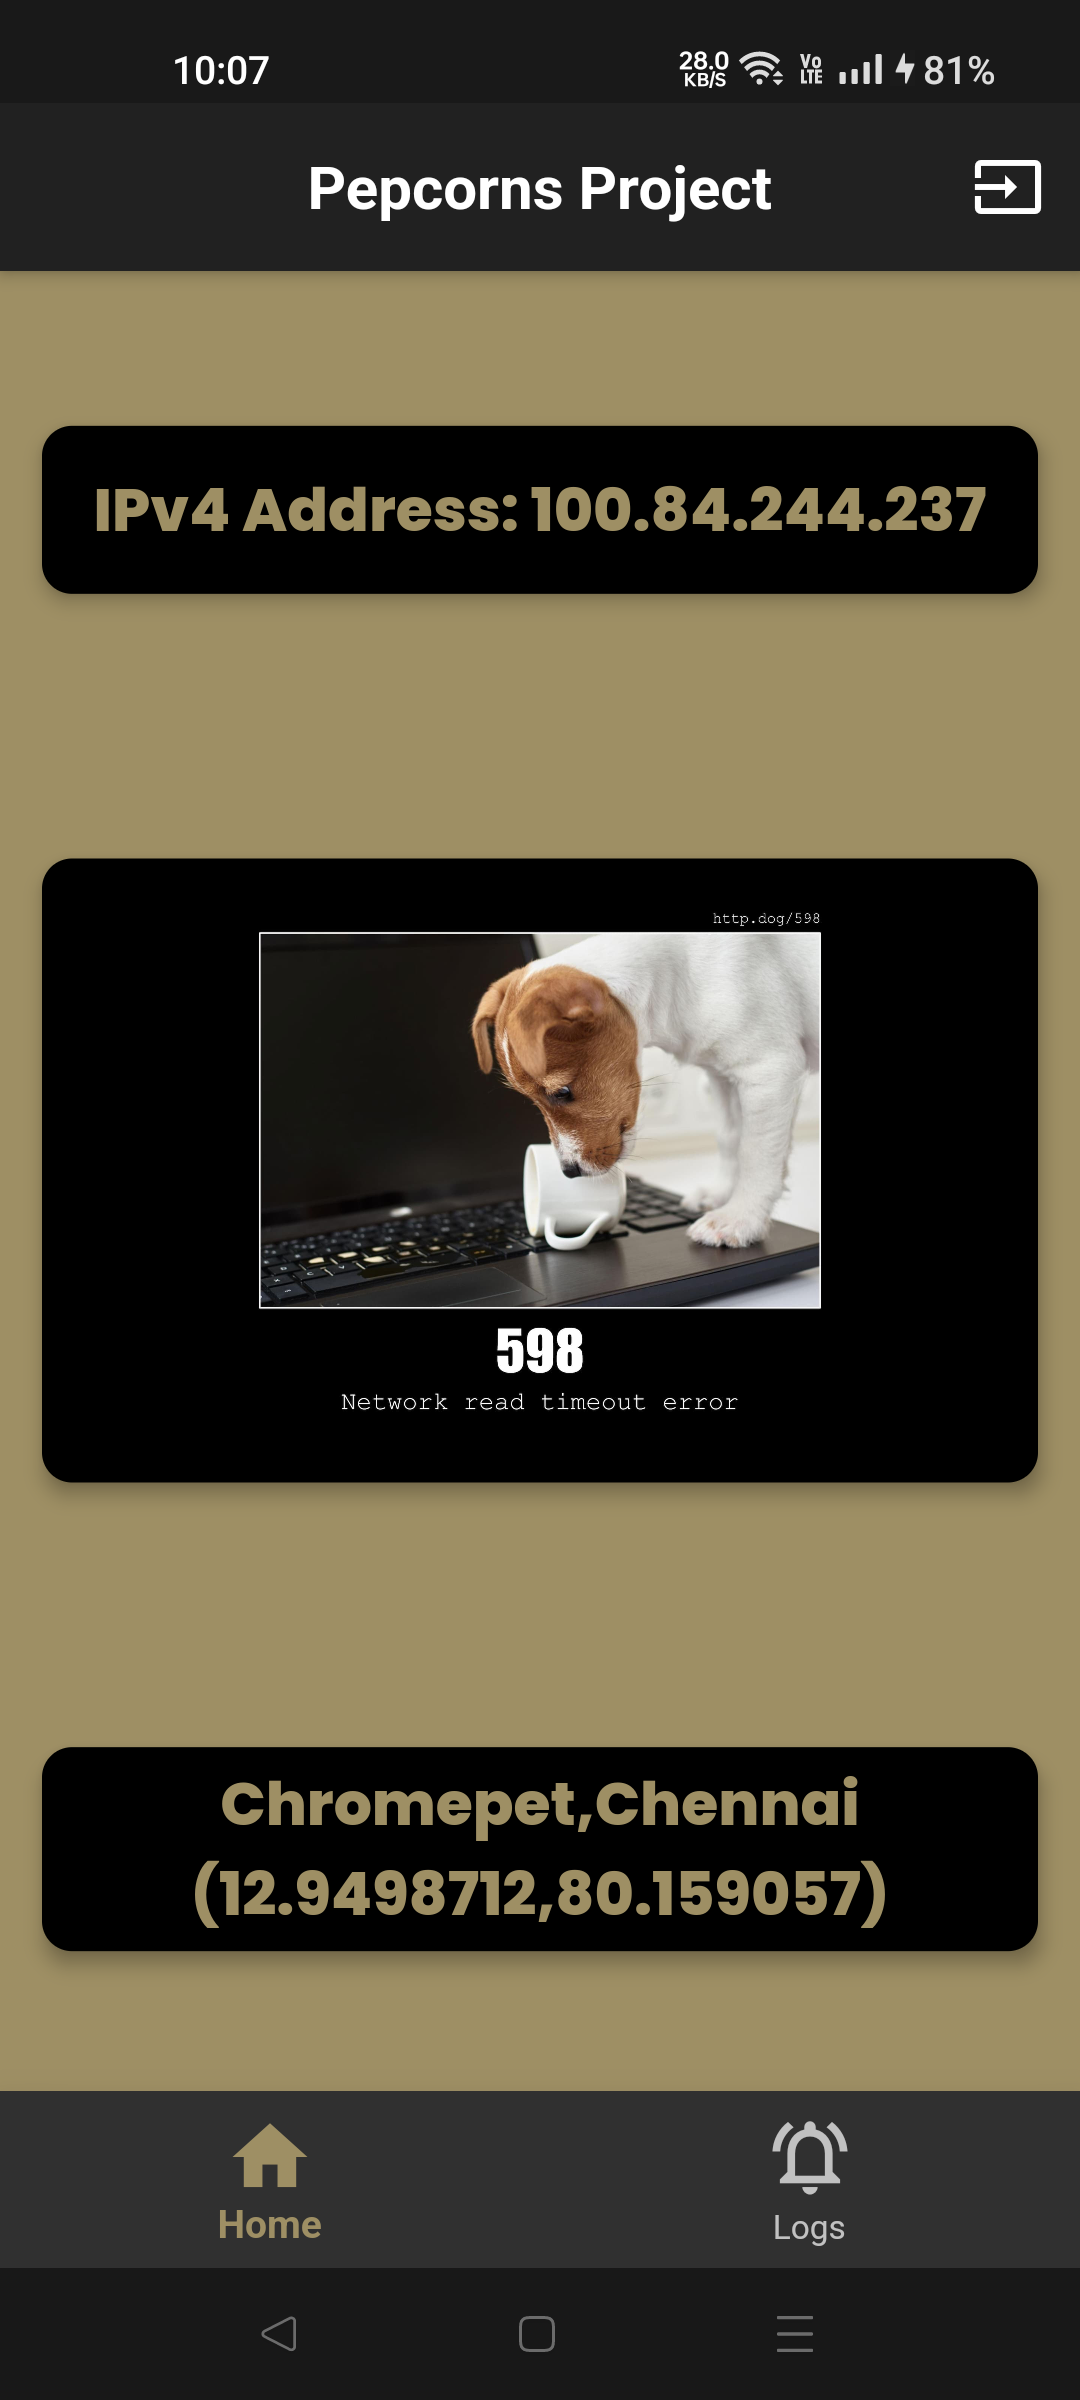 10:07
28.0
KB/S
Vo
LTE
81%
Pepcorns Project
IPv4 Address: 100.84.244.237
http.dog/598
598
Network read timeout error
Chromepet,Chennai
(12.9498712,80.159057)
Home
Logs